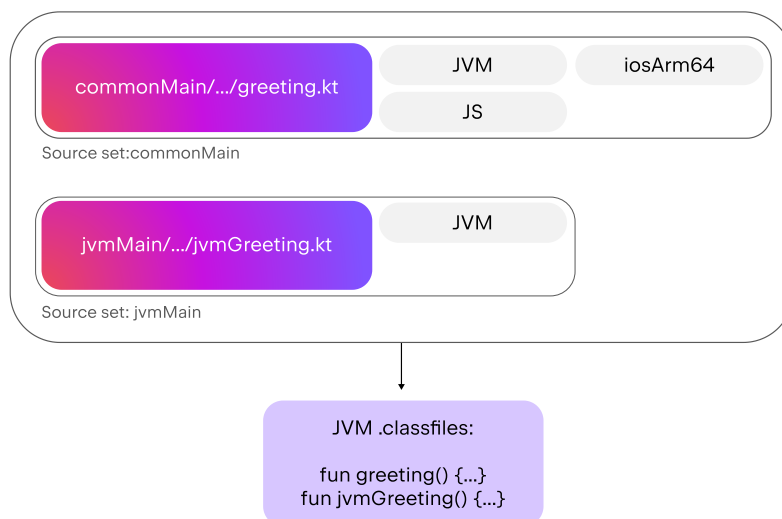 commonMain/.../greeting.kt
JVM
iosArm64
JS
Source set:commonMain
jvmMain/.../jvmGreeting.kt
JVM
Source set: jvmMain
JVM .classfiles:
fun greeting() {...}
fun jvmGreeting() {...}